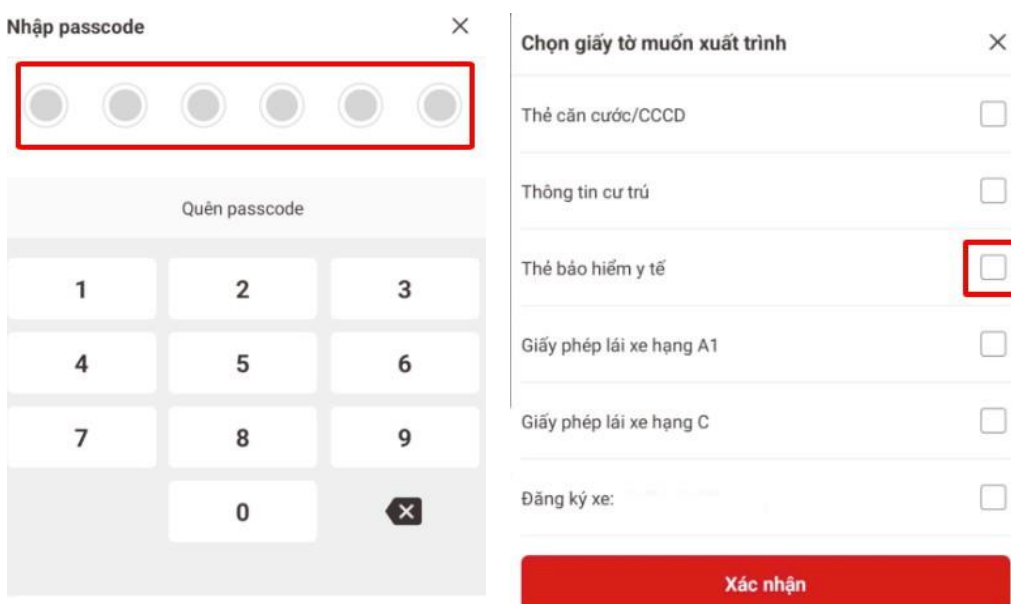 Nhập passcode
Quên passcode
1 2 3
4 5 6
7 8 9
0
Chọn giấy tờ muốn xuất trình
Thẻ căn cước/CCCD
Thông tin cư trú
Thẻ bảo hiểm y tế
Giấy phép lái xe hạng A1
Giấy phép lái xe hạng C
Đăng ký xe:
Xác nhận